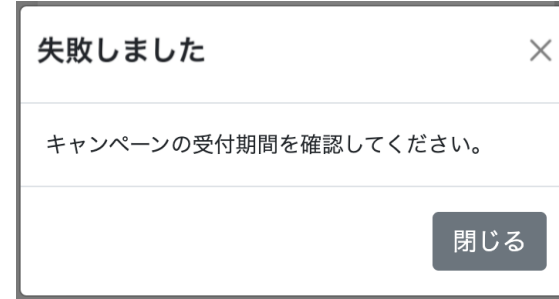 失敗しました
キャンペーンの受付期間を確認してください。
閉じる